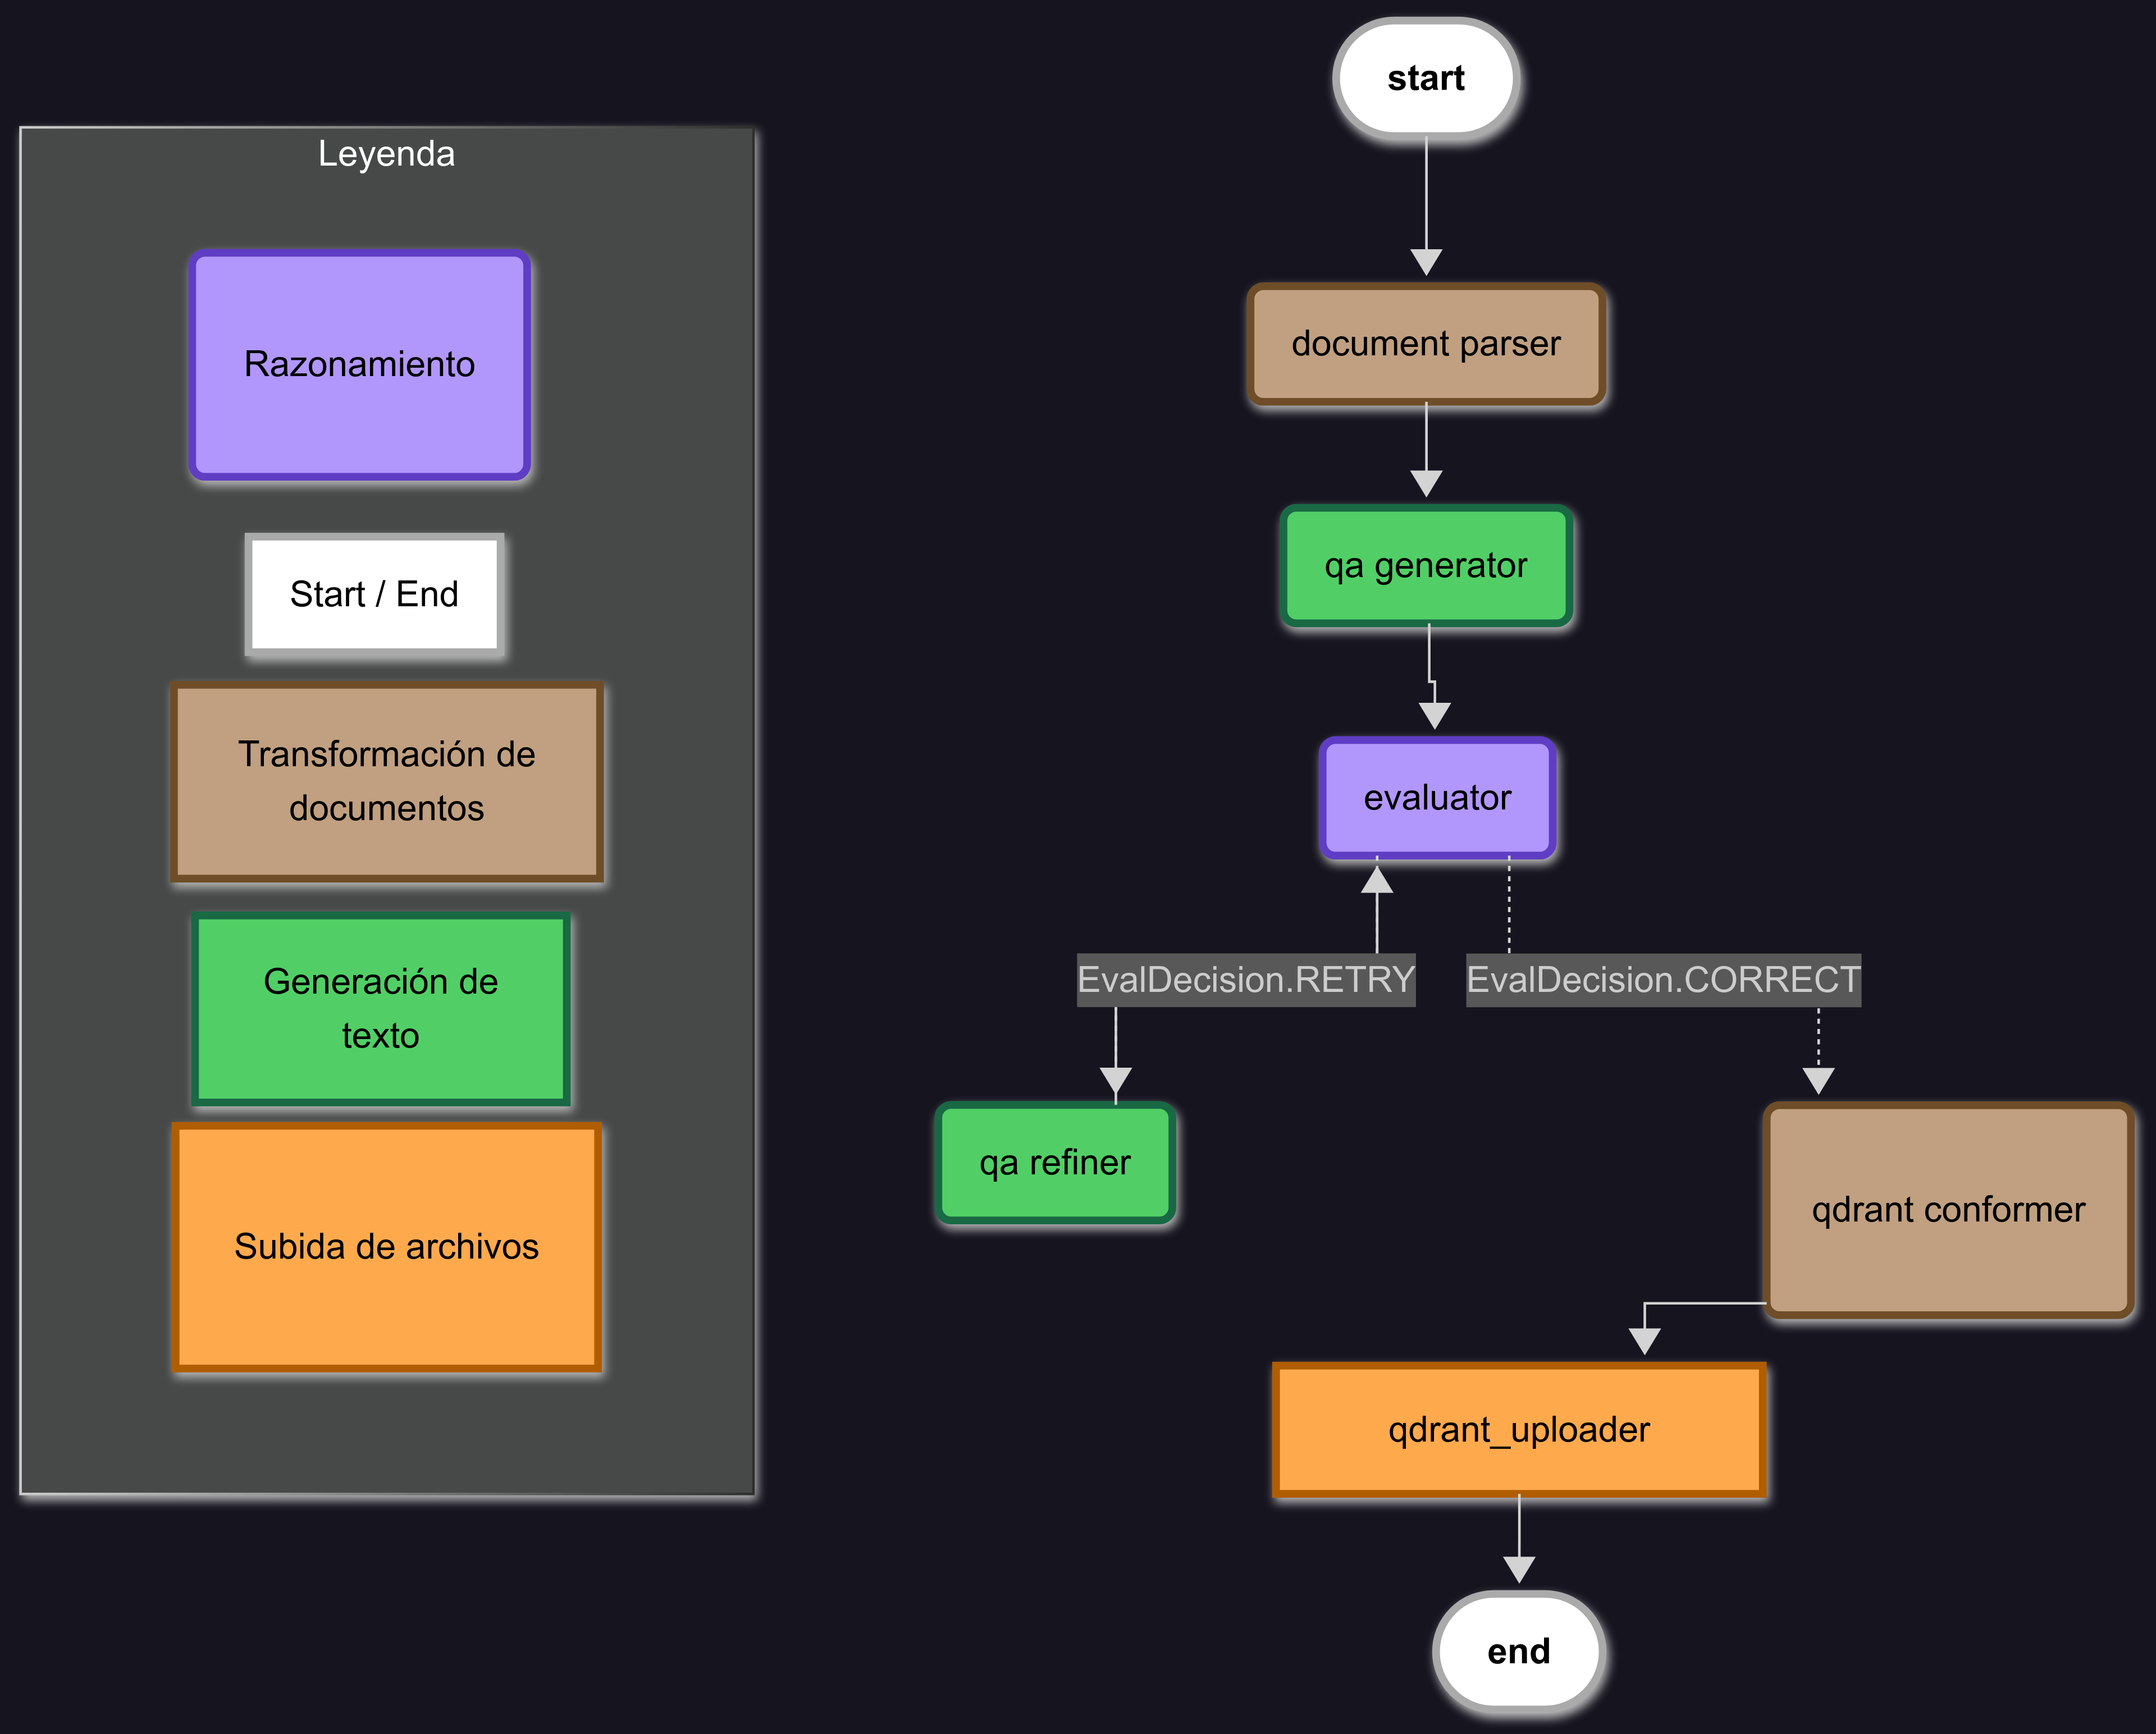 Leyenda
Razonamiento
Start / End
Transformación de
documentos
Generación de
texto
Subida de archivos
start
document parser
qa generator
evaluator
EvalDecision.RETRY
EvalDecision.CORRECT
qa refiner
qdrant conformer
qdrant_uploader
end